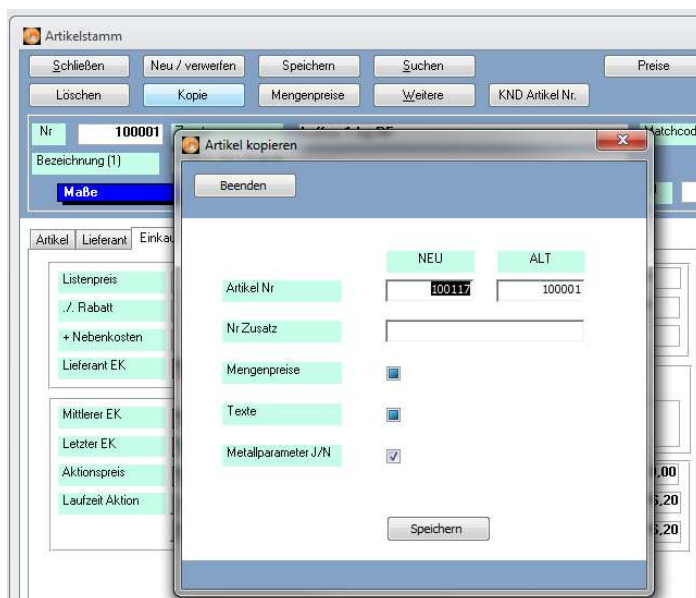 Artikelstamm
Schließen Neu / verwerfen Speichern Suchen Preise
Löschen Kopie Mengenpreise Weitere KND Artikel Nr.
Nr 100001
Bezeichnung (1)
Maße
Artikel Lieferant
Listenpreis
./. Rabatt
+ Nebenkosten
Lieferant EK
Mittlerer EK
Letzter EK
Aktionspreis
Laufzeit Aktion
Artikel kopieren
Beenden
NEU ALT
Artikel Nr 100117 100001
Nr Zusatz
Mengenpreise
Texte
Metallparameter J/N
Speichern